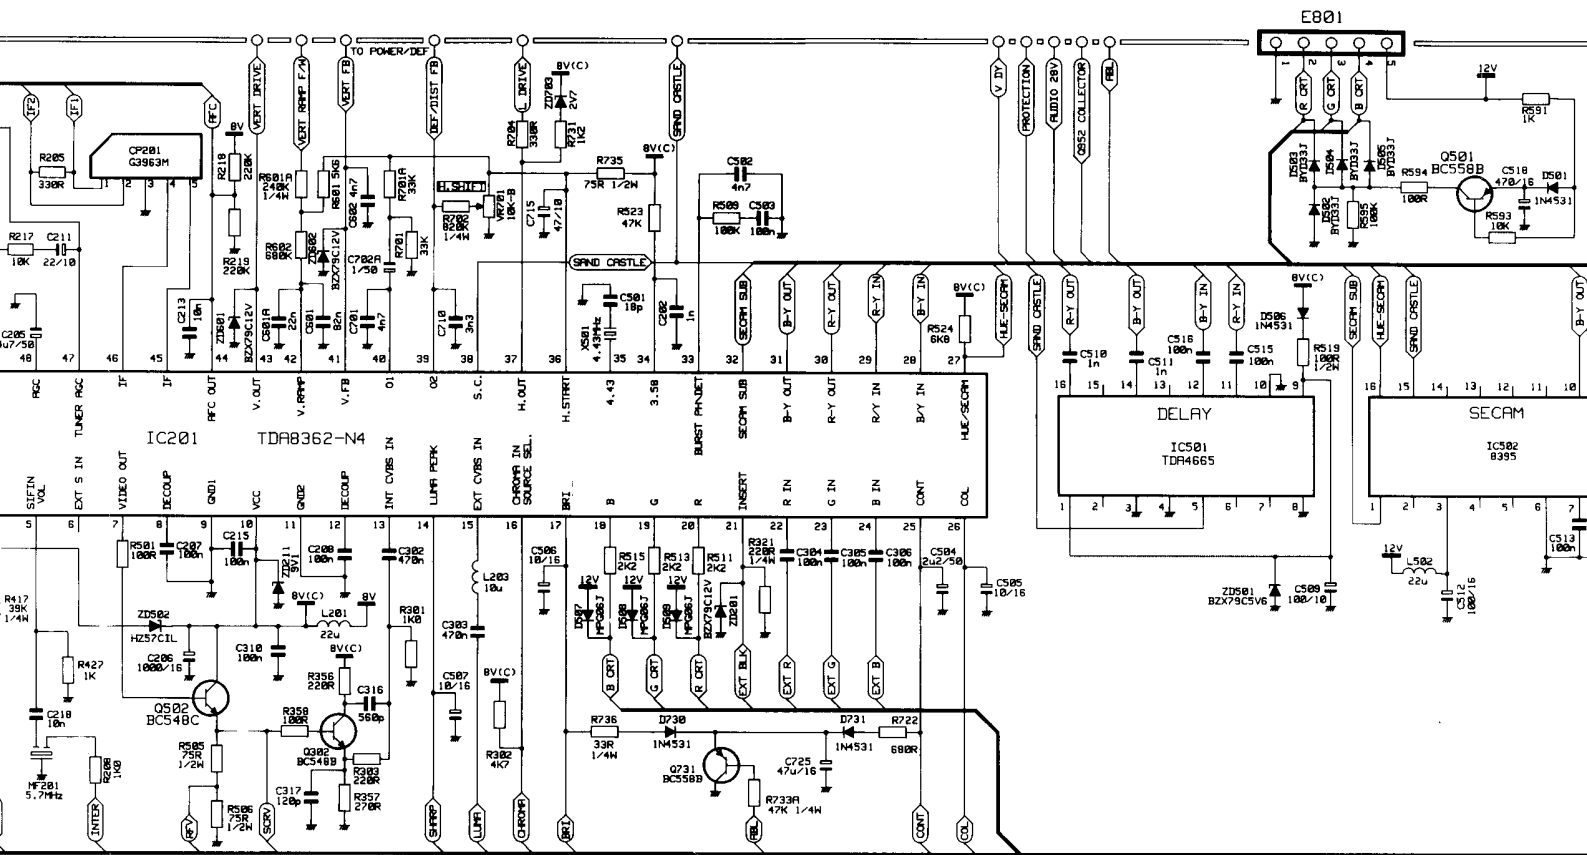 E801
TO POWER/DEF
VERT DRIVE
VERT RAMP F/W
VERT FB
DEF/DIST FB
SAND CASTLE
V DY
PROTECTION
AUDIO 28V
Q952 COLLECTOR
ABL
1 2 3 4 5
R CRT
G CRT
B CRT
12V
R591
1K
IF2
IF1
AFC
8V
8V(C)
ZD703
2V7
R704
330R
R731
1K2
CP201
G3963M
1 2 3 4 5
R205
330R
R218
220K
R601A
240K
1/4W
R601 5K6
C602 4n7
R701A
33K
H.SHIFT
R702
820K
1/4W
VR701
10K-B
C715
47/10
R735
75R 1/2W
8V(C)
R523
47K
C502
4n7
R509
100K
C503
100n
D503
BYD33J
D504
BYD33J
D505
BYD33J
D502
BYD33J
R595
100K
R594
100R
Q501
BC558B
C518
470/16
D501
1N4531
R593
10K
R217
10K
C211
22/10
R219
220K
R602
680K
ZD602
BZX79C12V
C702A
1/50
R701
33K
SAND CASTLE
C205
C213
10n
ZD601
BZX79C12V
C601A
22n
C601
82n
C701
4n7
C710
3n3
X501
4.43MHz
C501
18p
C202
1n
SECAM SUB
B-Y OUT
R-Y OUT
R-Y IN
B-Y IN
8V(C)
R524
6K8
HUE-SECAM
SAND CASTLE
R-Y OUT
B-Y OUT
B-Y IN
R-Y IN
C510
1n
C511
1n
C516
100n
C515
100n
8V(C)
D506
1N4531
R519
100R
1/2W
SECAM SUB
HUE-SECAM
SAND CASTLE
B-Y OUT
48 47 46 45 44 43 42 41 40 39 38 37 36 35 34 33 32 31 30 29 28 27
AGC
TUNER AGC
IF
IF
AFC OUT
V.OUT
V.RAMP
V.FB
O1
O2
S.C.
H.OUT
H.START
4.43
3.58
BURST PHNDET
SECAM SUB
B-Y OUT
R-Y OUT
R/Y IN
B/Y IN
HUE/SECAM
IC201 TDA8362-N4
SIFIN
VOL
EXT S IN
VIDEO OUT
DECOUP
GND1
VCC
GND2
DECOUP
INT CVBS IN
LUMA PEAK
EXT CVBS IN
CHROMA IN
SOURCE SEL.
BRI
B
G
R
INSERT
R IN
G IN
B IN
CONT
COL
5 6 7 8 9 10 11 12 13 14 15 16 17 18 19 20 21 22 23 24 25 26
16 15 14 13 12 11 10 9
DELAY
IC501
TDA4665
1 2 3 4 5 6 7 8
16 15 14 13 12 11 10
SECAM
IC502
8395
1 2 3 6 7
R501
100R
C207
100n
C215
100n
ZD211
9V1
C208
100n
C302
470n
L203
10u
C506
10/16
R515
2K2
R513
2K2
R511
2K2
R321
220R
1/4W
C304
100n
C305
100n
C306
100n
C504
2u2/50
C505
10/16
12V
12V
12V
D507
MPG06J
D508
MPG06J
D509
MPG06J
BZX79C12V
ZD201
ZD501
BZX79C5V6
C509
100/10
12V
L502
22u
C512
100/16
C513
100n
R417
39K
1/4W
ZD502
HZ57CIL
8V(C)
8V
L201
22u
R301
1K0
C303
470n
R427
1K
C206
1000/16
C310
100n
8V(C)
R356
220R
C316
560p
C507
10/16
8V(C)
R302
4K7
B CRT
G CRT
R CRT
EXT BLK
EXT R
EXT G
EXT B
Q502
BC548C
R358
100R
Q302
BC548B
C218
10n
R505
75R
1/2W
R303
220R
MF201
5.7MHz
R208
1K0
C317
120p
R357
270R
R506
75R
1/2W
R736
33R
1/4W
D730
1N4531
D731
1N4531
R722
680R
Q731
BC558B
C725
47u/16
R733A
47K 1/4W
INTER
RFV
SCRV
SHARP
LUMA
CHROMA
BRI
ABL
CONT
COL